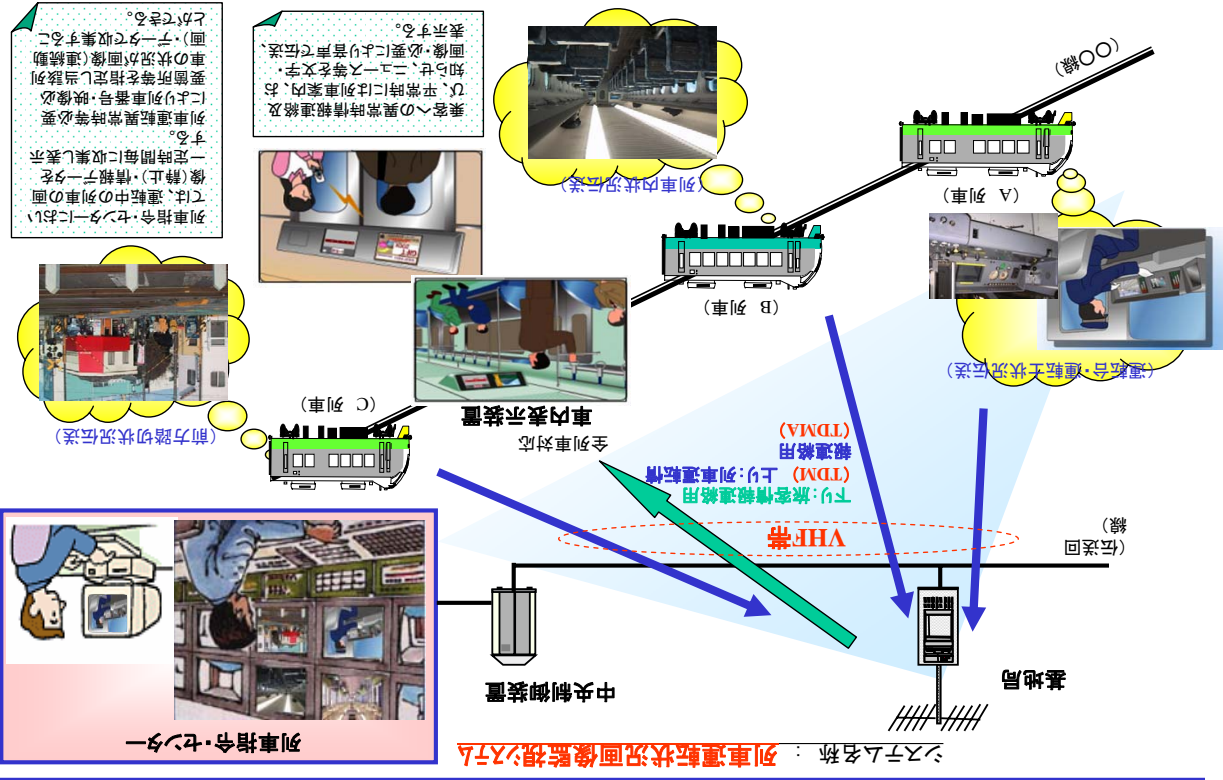 システム名称 : 列車運転状況画像監視システム
基地局
中央制御装置
列車指令・センター
(伝送回
線)
VHF帯
下り:旅客情報連絡用
(TDM) 上り:列車運転情
報連絡用
(TDMA)
全列車対応
車内表示装置
(運転台・運転士状況伝送)
(前方踏切状況伝送)
(C 列車)
(B 列車)
(A 列車)
(列車内状況伝送)
(〇〇線)
乗客への異常時情報連絡及
び、平常時には列車案内、お
知らせ、ニュース等を文字・
画像・必要により音声で伝送、
表示する。
列車指令・センターにおい
ては、運転中の列車の画
像(静止)・情報データを
一定時間毎に収集し表示
する。
列車運転異常時等必要
により列車番号・映像必
要箇所等を指定し当該列
車の状況が画像(連続動
画)・データで収集するこ
とができる。